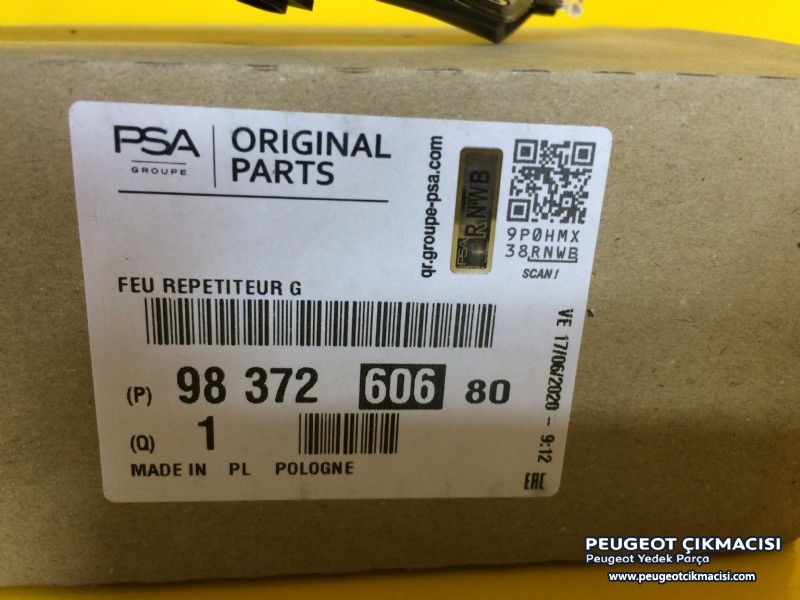 PSA
GROUPE
ORIGINAL
PARTS
qr.groupe-psa.com
PSA RNWB
9P0HMX
38RNWB
SCAN!
FEU REPETITEUR G
(P) 98 372 606 80
(Q) 1
MADE IN PL POLOGNE
VE 17/06/2020 - 9:12
EAC
PEUGEOT ÇIKMACISI
Peugeot Yedek Parça
www.peugeotcikmacisi.com